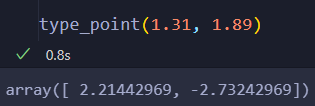 type_point(1.31, 1.89)
0.8s
array([ 2.21442969, -2.73242969])